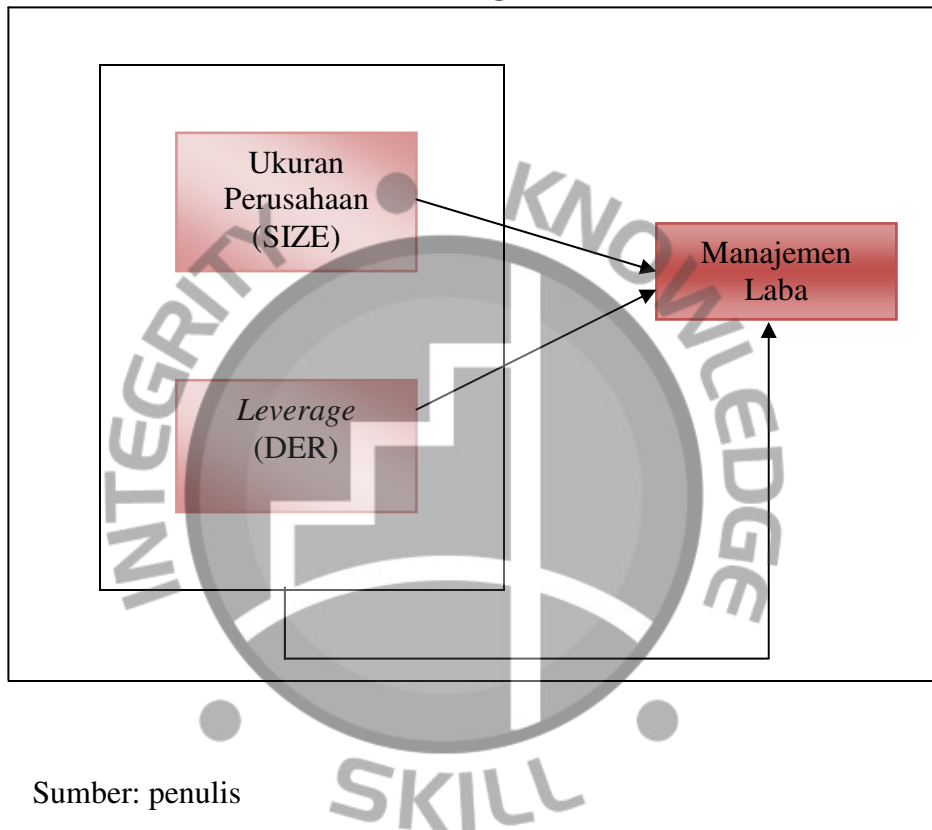 Ukuran
Perusahaan
(SIZE)
Manajemen
Laba
Leverage
(DER)
INTEGRITY
KNOWLEDGE
SKILL
Sumber: penulis